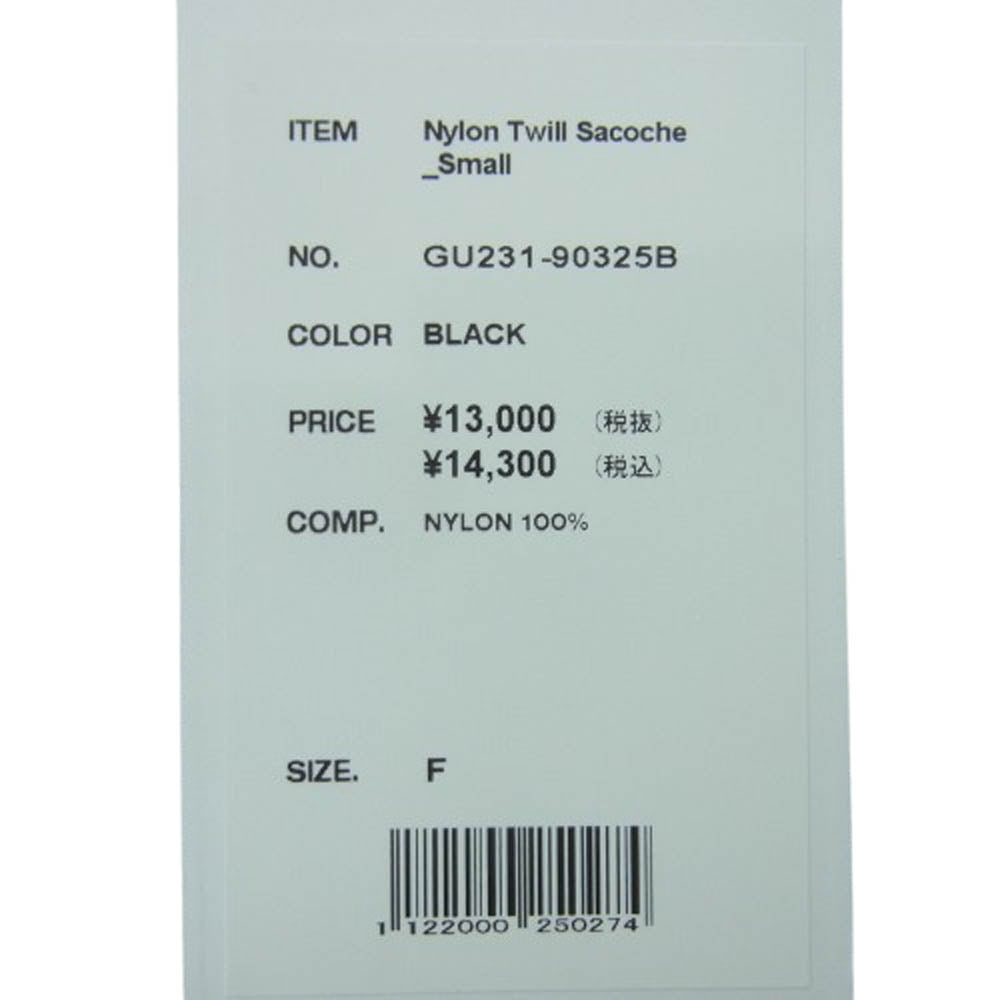 ITEM Nylon Twill Sacoche
_Small
NO. GU231-90325B
COLOR BLACK
PRICE ¥13,000 (税抜)
¥14,300 (税込)
COMP. NYLON 100%
SIZE. F
1 122000 250274